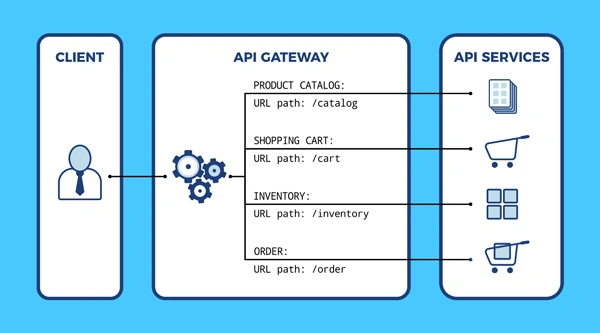 CLIENT
API GATEWAY
API SERVICES
PRODUCT CATALOG:
URL path: /catalog
SHOPPING CART:
URL path: /cart
INVENTORY:
URL path: /inventory
ORDER:
URL path: /order